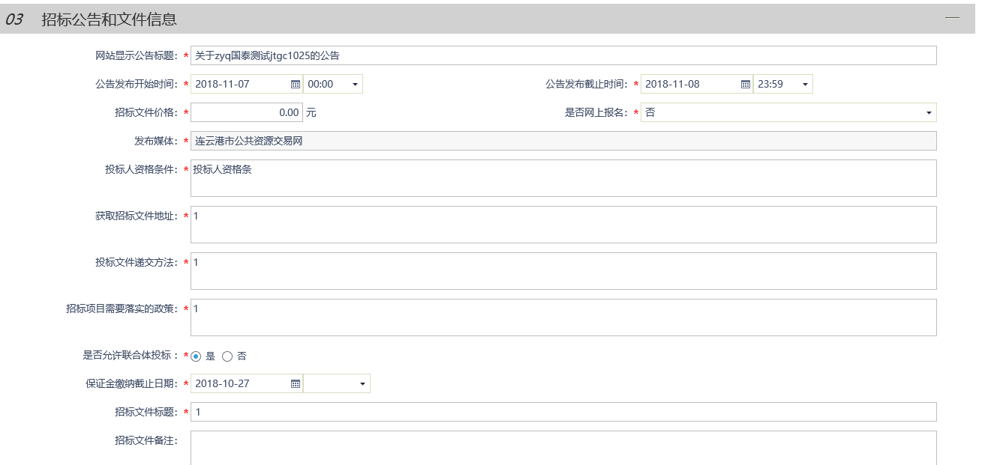 03 招标公告和文件信息
网站显示公告标题： * 关于zyq国泰测试jtgc1025的公告
公告发布开始时间： * 2018-11-07 00:00 公告发布截止时间： * 2018-11-08 23:59
招标文件价格： * 0.00 元 是否网上报名： * 否
发布媒体： * 连云港市公共资源交易网
投标人资格条件： * 投标人资格条
获取招标文件地址： * 1
投标文件递交方法： * 1
招标项目需要落实的政策： * 1
是否允许联合体投标 ： * 是 否
保证金缴纳截止日期： * 2018-10-27
招标文件标题： * 1
招标文件备注：